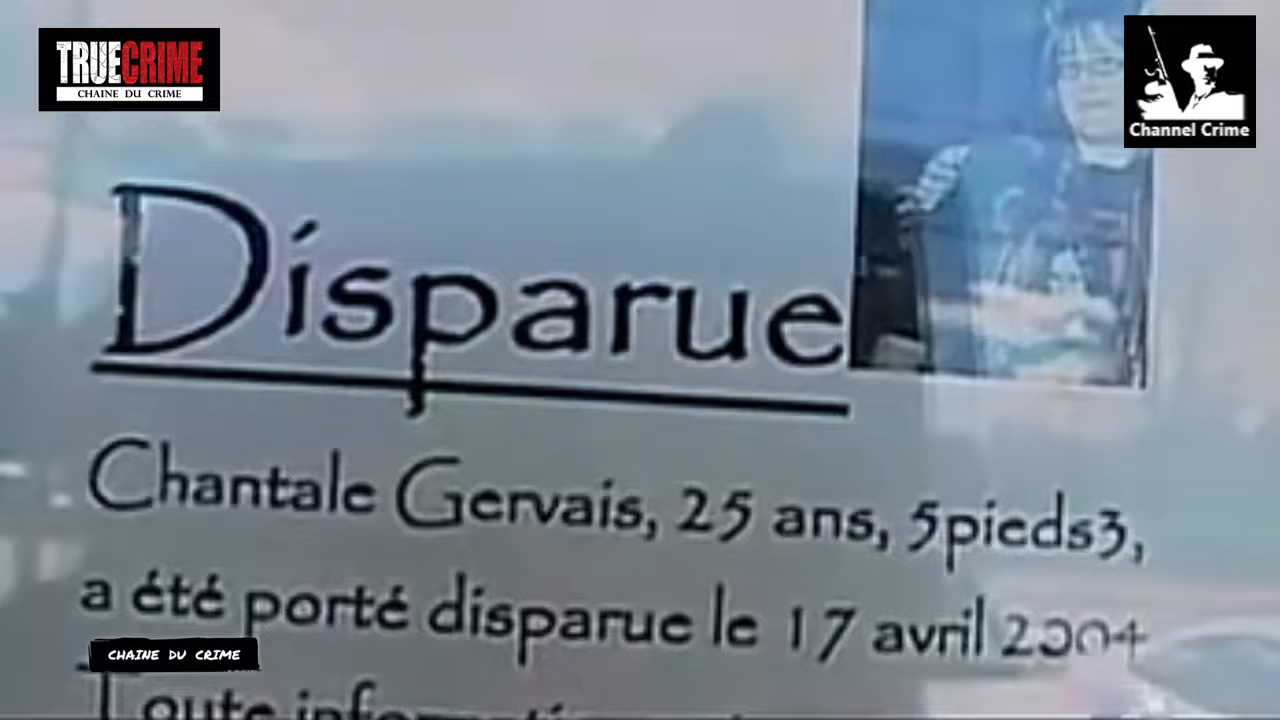 TRUECRIME
CHAINE DU CRIME
Channel Crime
Disparue
Chantale Gervais, 25 ans, 5pieds3,
a été porté disparue le 17 avril 2004
CHAINE DU CRIME
Toute